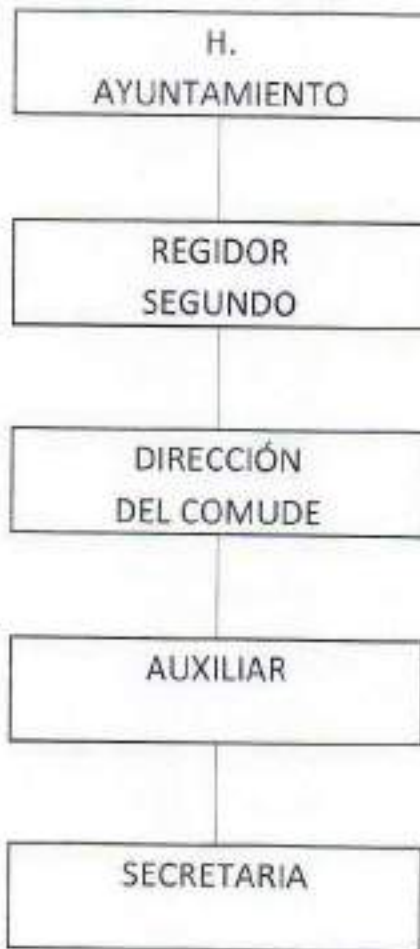 H.
AYUNTAMIENTO
REGIDOR
SEGUNDO
DIRECCIÓN
DEL COMUDE
AUXILIAR
SECRETARIA